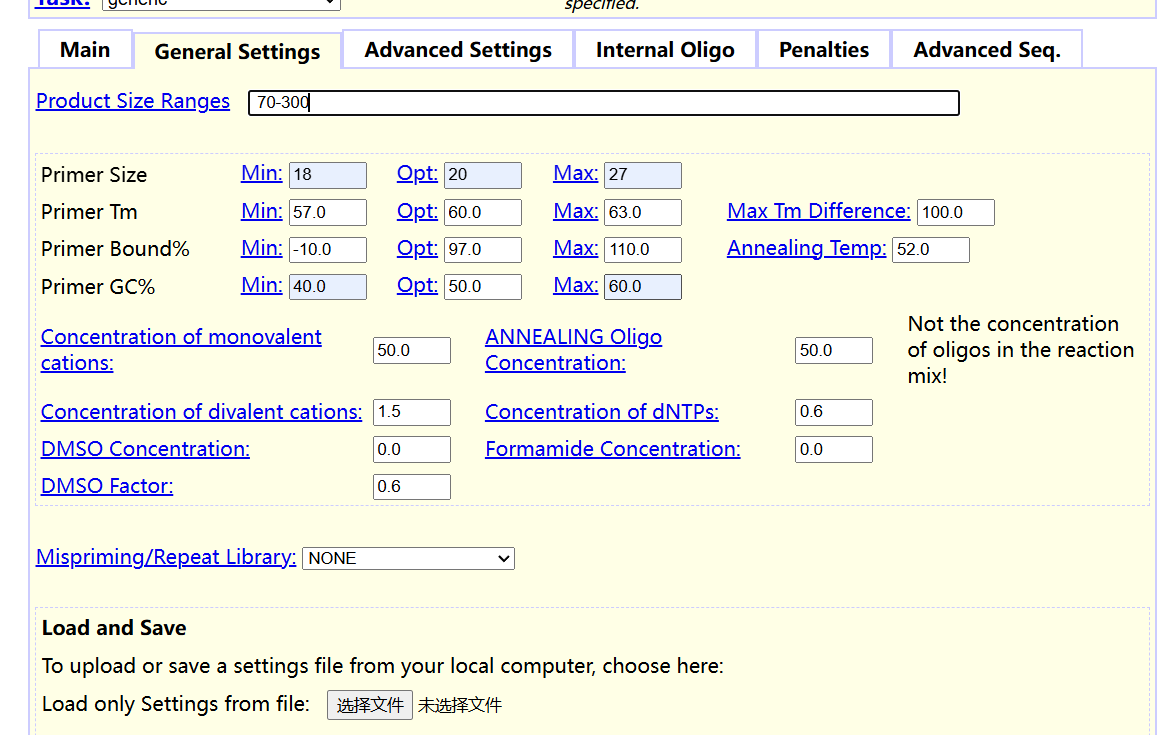 Task: generic specified.
Main General Settings Advanced Settings Internal Oligo Penalties Advanced Seq.
Product Size Ranges 70-300
Primer Size Min: 18 Opt: 20 Max: 27
Primer Tm Min: 57.0 Opt: 60.0 Max: 63.0 Max Tm Difference: 100.0
Primer Bound% Min: -10.0 Opt: 97.0 Max: 110.0 Annealing Temp: 52.0
Primer GC% Min: 40.0 Opt: 50.0 Max: 60.0
Concentration of monovalent
cations:
50.0
ANNEALING Oligo
Concentration:
50.0
Not the concentration
of oligos in the reaction
mix!
Concentration of divalent cations: 1.5 Concentration of dNTPs: 0.6
DMSO Concentration: 0.0 Formamide Concentration: 0.0
DMSO Factor: 0.6
Mispriming/Repeat Library: NONE
Load and Save
To upload or save a settings file from your local computer, choose here:
Load only Settings from file: 选择文件 未选择文件